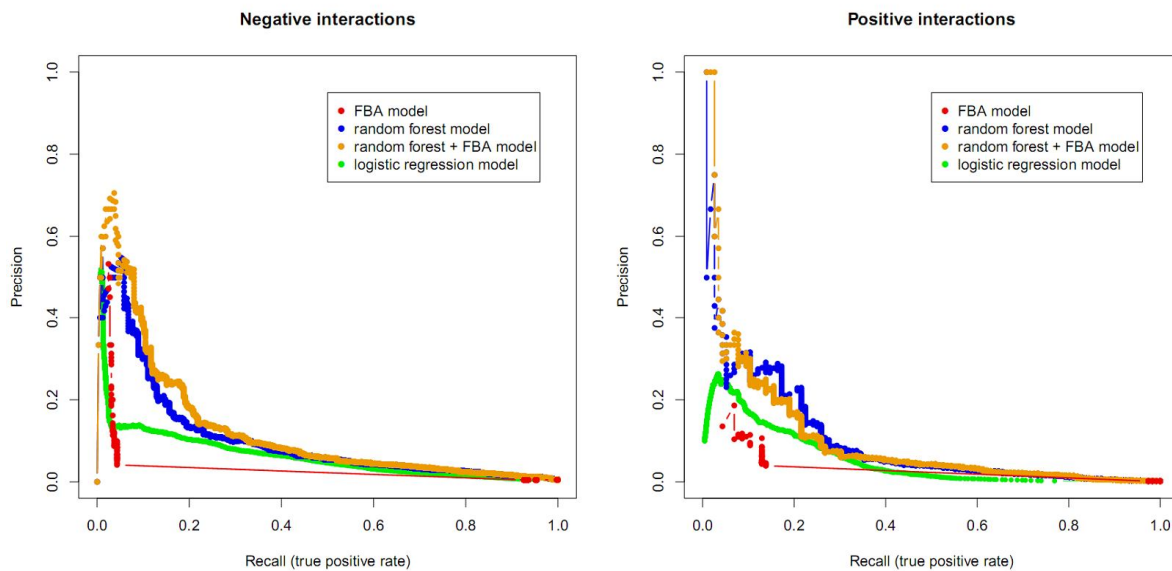 Negative interactions
1.0
0.8
0.6
0.4
0.2
0.0
Precision
FBA model
random forest model
random forest + FBA model
logistic regression model
0.0 0.2 0.4 0.6 0.8 1.0
Recall (true positive rate)
Positive interactions
1.0
0.8
0.6
0.4
0.2
0.0
Precision
FBA model
random forest model
random forest + FBA model
logistic regression model
0.0 0.2 0.4 0.6 0.8 1.0
Recall (true positive rate)